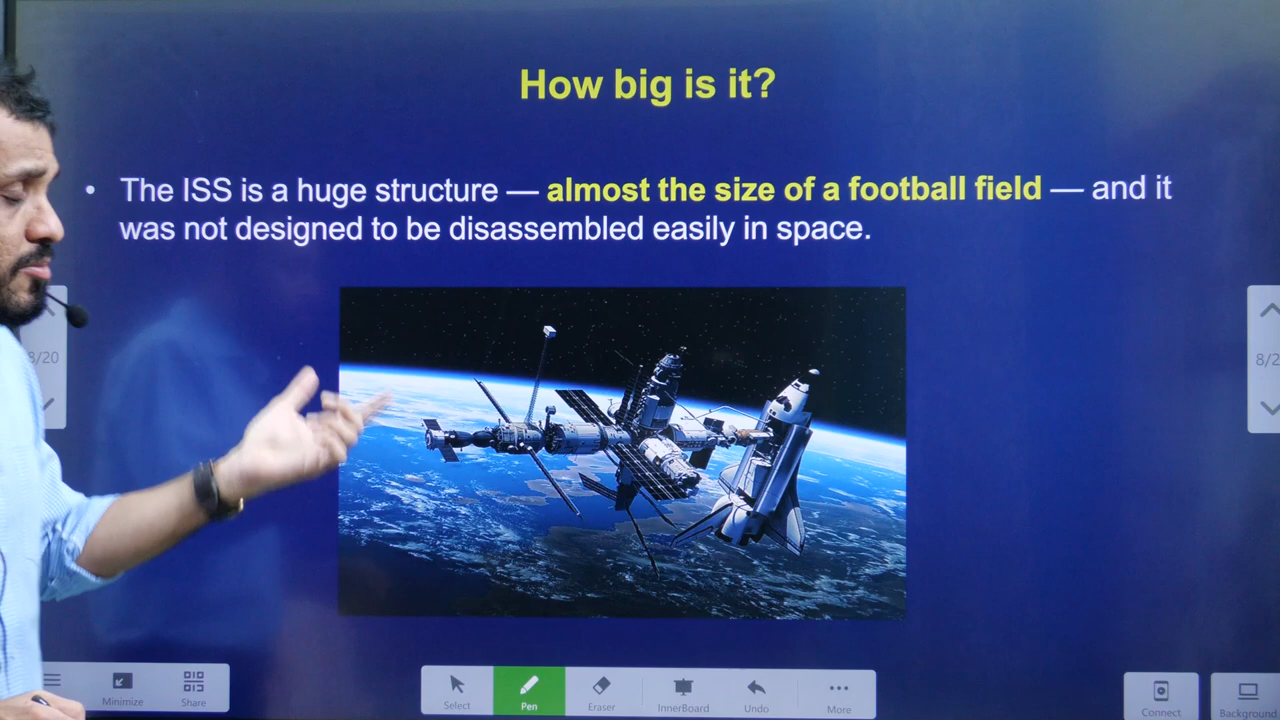 How big is it?
• The ISS is a huge structure — almost the size of a football field — and it
was not designed to be disassembled easily in space.
8/20
8/2
Minimize
Share
Select
Pen
Eraser
InnerBoard
Undo
More
Connect
Background